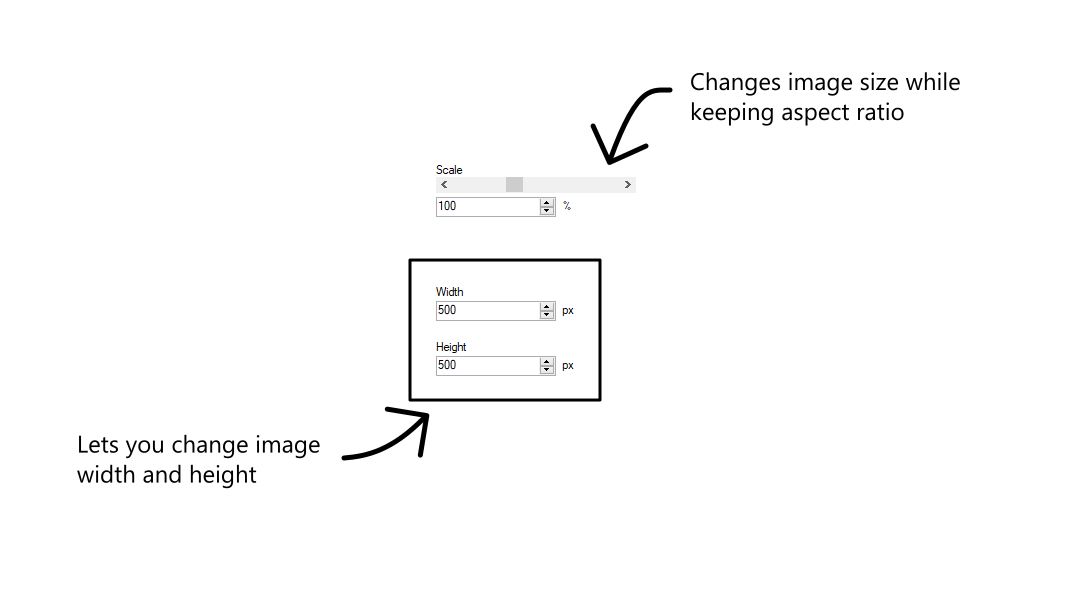 Changes image size while
keeping aspect ratio
Scale
100 %
Width
500 px
Height
500 px
Lets you change image
width and height